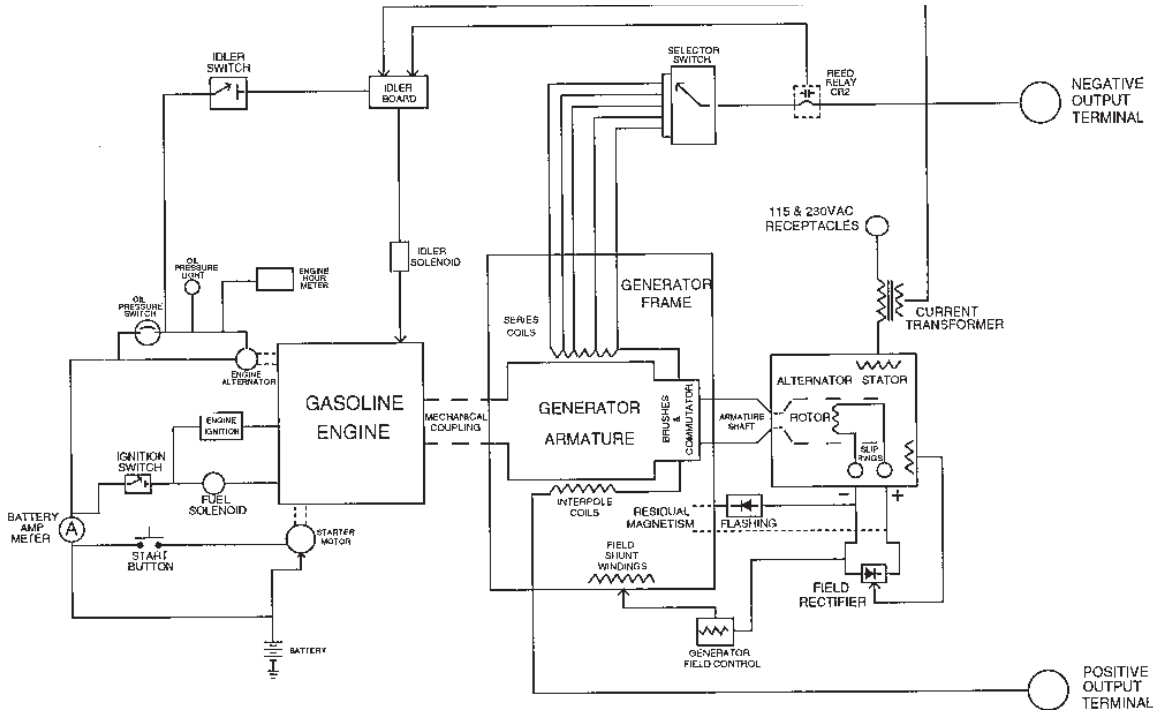 IDLER
SWITCH
IDLER
BOARD
SELECTOR
SWITCH
REED
RELAY
CR2
NEGATIVE
OUTPUT
TERMINAL
115 & 230VAC
RECEPTACLES
IDLER
SOLENOID
OIL
PRESSURE
LIGHT
ENGINE
HOUR
METER
OIL
PRESSURE
SWITCH
GENERATOR
FRAME
SERIES
COILS
CURRENT
TRANSFORMER
ENGINE
ALTERNATOR
GASOLINE
ENGINE
MECHANICAL
COUPLING
GENERATOR
ARMATURE
BRUSHES
&
COMMUTATOR
ARMATURE
SHAFT
ALTERNATOR STATOR
ROTOR
SLIP
RINGS
ENGINE
IGNITION
IGNITION
SWITCH
FUEL
SOLENOID
BATTERY
AMP
METER
A
START
BUTTON
STARTER
MOTOR
INTERPOLE
COILS
RESIDUAL
MAGNETISM
FLASHING
- +
FIELD
SHUNT
WINDINGS
FIELD
RECTIFIER
GENERATOR
FIELD CONTROL
BATTERY
POSITIVE
OUTPUT
TERMINAL